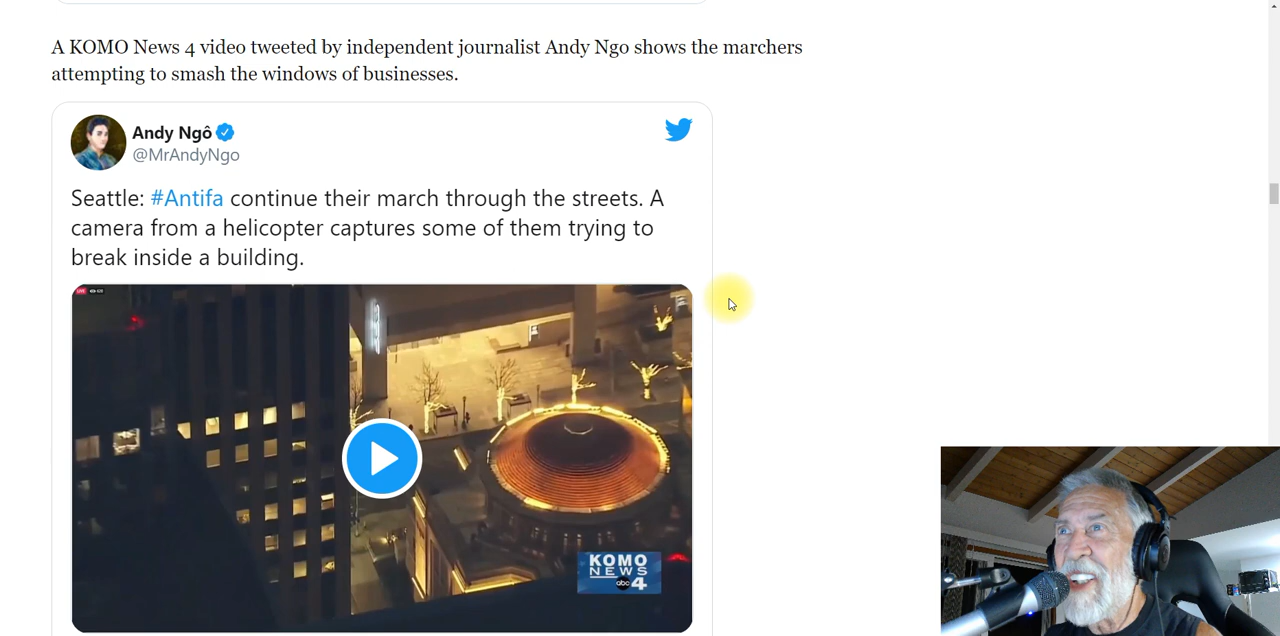 A KOMO News 4 video tweeted by independent journalist Andy Ngo shows the marchers
attempting to smash the windows of businesses.
Andy Ngô
@MrAndyNgo
Seattle: #Antifa continue their march through the streets. A
camera from a helicopter captures some of them trying to
break inside a building.
LIVE
KOMO
NEWS
abc 4